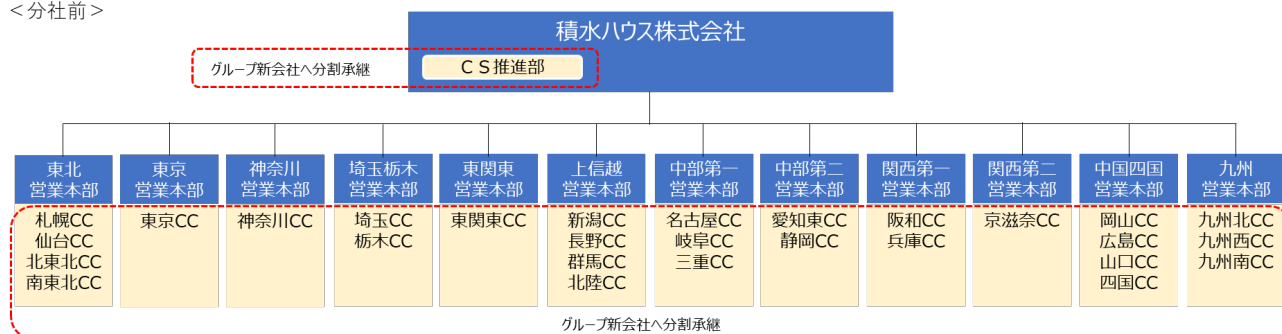 ＜分社前＞
積水ハウス株式会社
グループ新会社へ分割承継
ＣＳ推進部
東北
営業本部
札幌CC
仙台CC
北東北CC
南東北CC
東京
営業本部
東京CC
神奈川
営業本部
神奈川CC
埼玉栃木
営業本部
埼玉CC
栃木CC
東関東
営業本部
東関東CC
上信越
営業本部
新潟CC
長野CC
群馬CC
北陸CC
中部第一
営業本部
名古屋CC
岐阜CC
三重CC
中部第二
営業本部
愛知東CC
静岡CC
関西第一
営業本部
阪和CC
兵庫CC
関西第二
営業本部
京滋奈CC
中国四国
営業本部
岡山CC
広島CC
山口CC
四国CC
九州
営業本部
九州北CC
九州西CC
九州南CC
グループ新会社へ分割承継